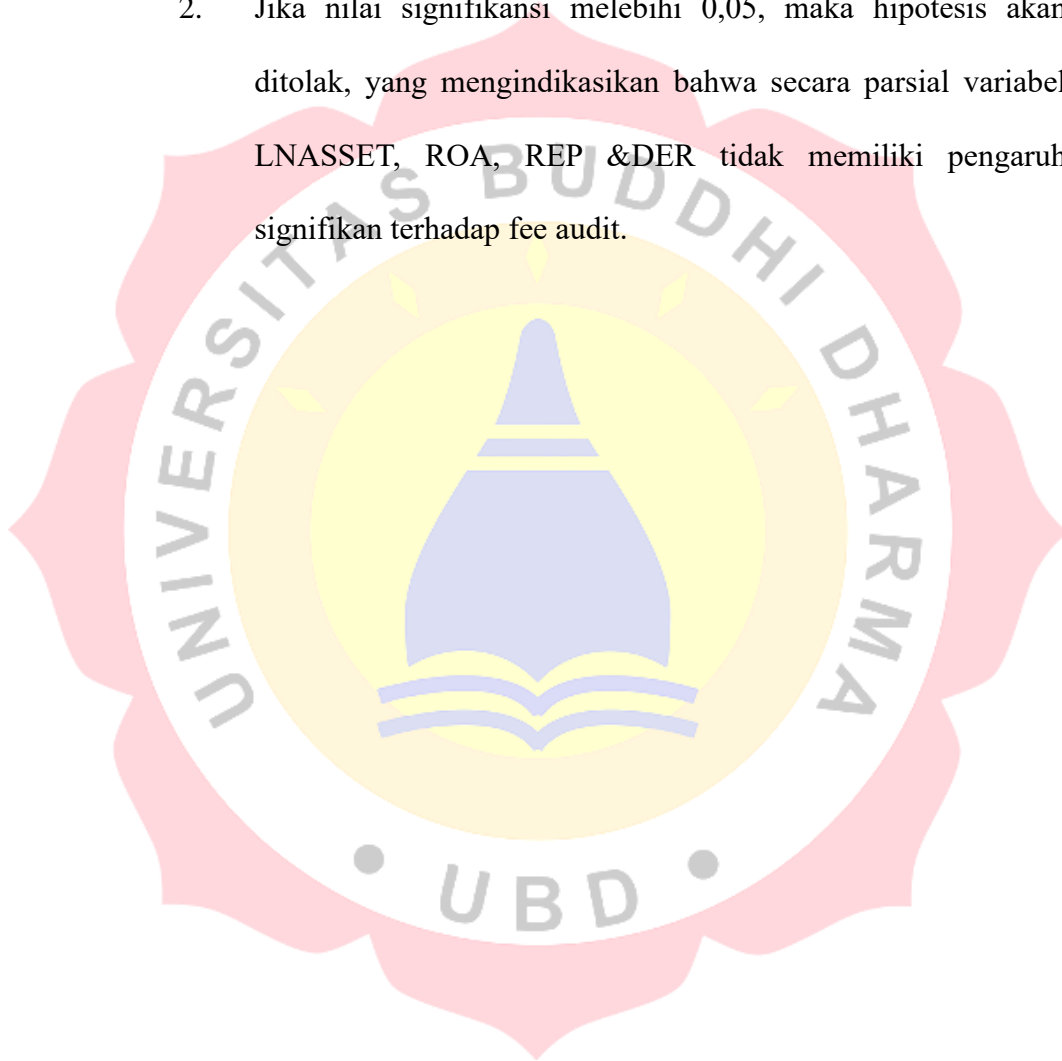 2. Jika nilai signifikansi melebihi 0,05, maka hipotesis akan
ditolak, yang mengindikasikan bahwa secara parsial variabel
LNASSET, ROA, REP &DER tidak memiliki pengaruh
signifikan terhadap fee audit.
UNIVERSITAS BUDDHI DHARMA
• UBD •